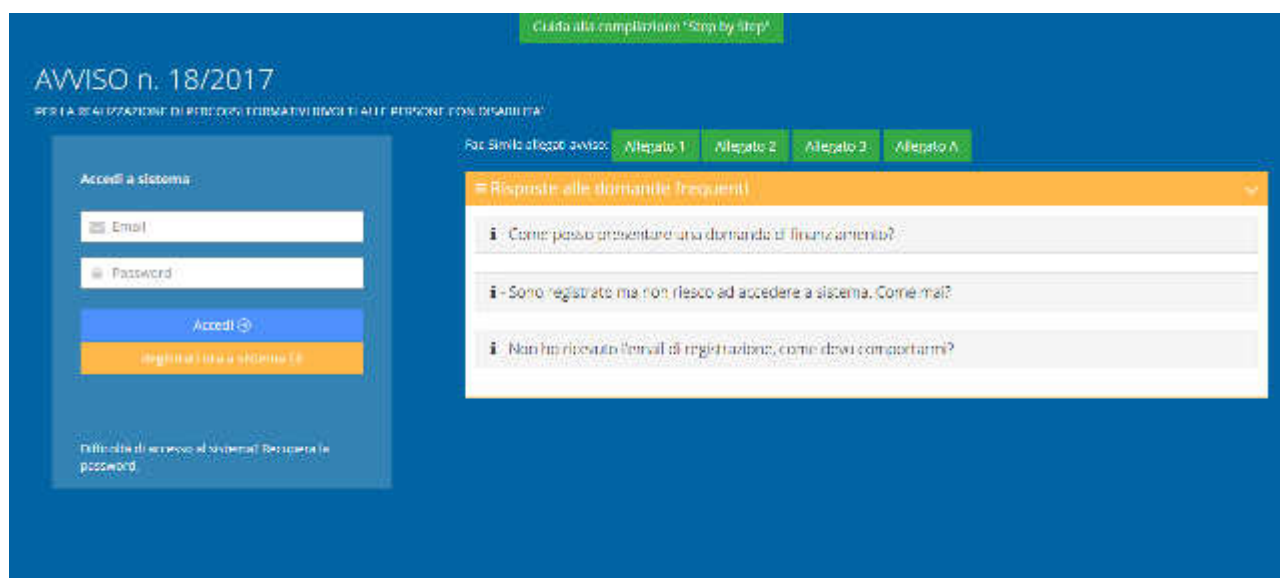 Guida alla compilazione "Step by Step"
AVVISO n. 18/2017
PER LA REALIZZAZIONE DI PERCORSI FORMATIVI RIVOLTI ALLE PERSONE CON DISABILITA'
Fac Simile allegati avviso: Allegato 1 Allegato 2 Allegato 3 Allegato A
Accedi a sistema
Email
Password
Accedi
Registrati ora a sistema
Difficoltà di accesso al sistema? Recupera la
password.
Risposte alle domande frequenti
i - Come posso presentare una domanda di finanziamento?
i - Sono registrato ma non riesco ad accedere a sistema. Come mai?
i - Non ho ricevuto l'email di registrazione, come devo comportarmi?